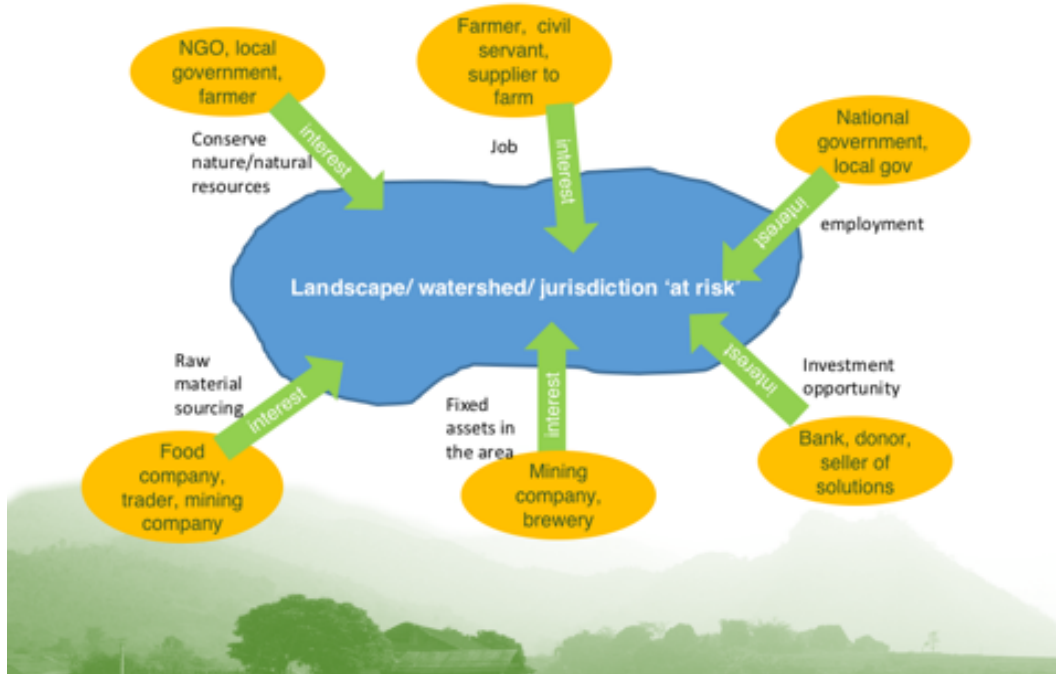 NGO, local
government,
farmer
interest
Conserve
nature/natural
resources
Farmer, civil
servant,
supplier to
farm
interest
Job
National
government,
local gov
interest
employment
Landscape/ watershed/ jurisdiction ‘at risk’
Raw
material
sourcing
interest
Food
company,
trader, mining
company
Fixed
assets in
the area
interest
Mining
company,
brewery
interest
Investment
opportunity
Bank, donor,
seller of
solutions